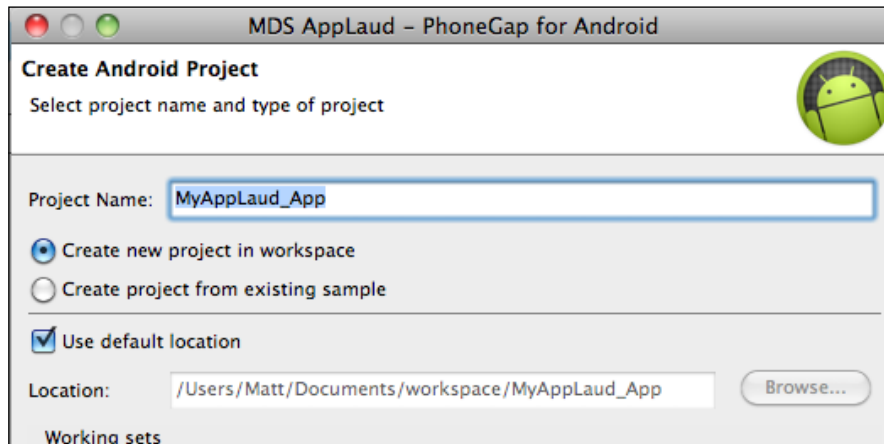 MDS AppLaud – PhoneGap for Android
Create Android Project
Select project name and type of project
Project Name: MyAppLaud_App
Create new project in workspace
Create project from existing sample
Use default location
Location: /Users/Matt/Documents/workspace/MyAppLaud_App Browse...
Working sets